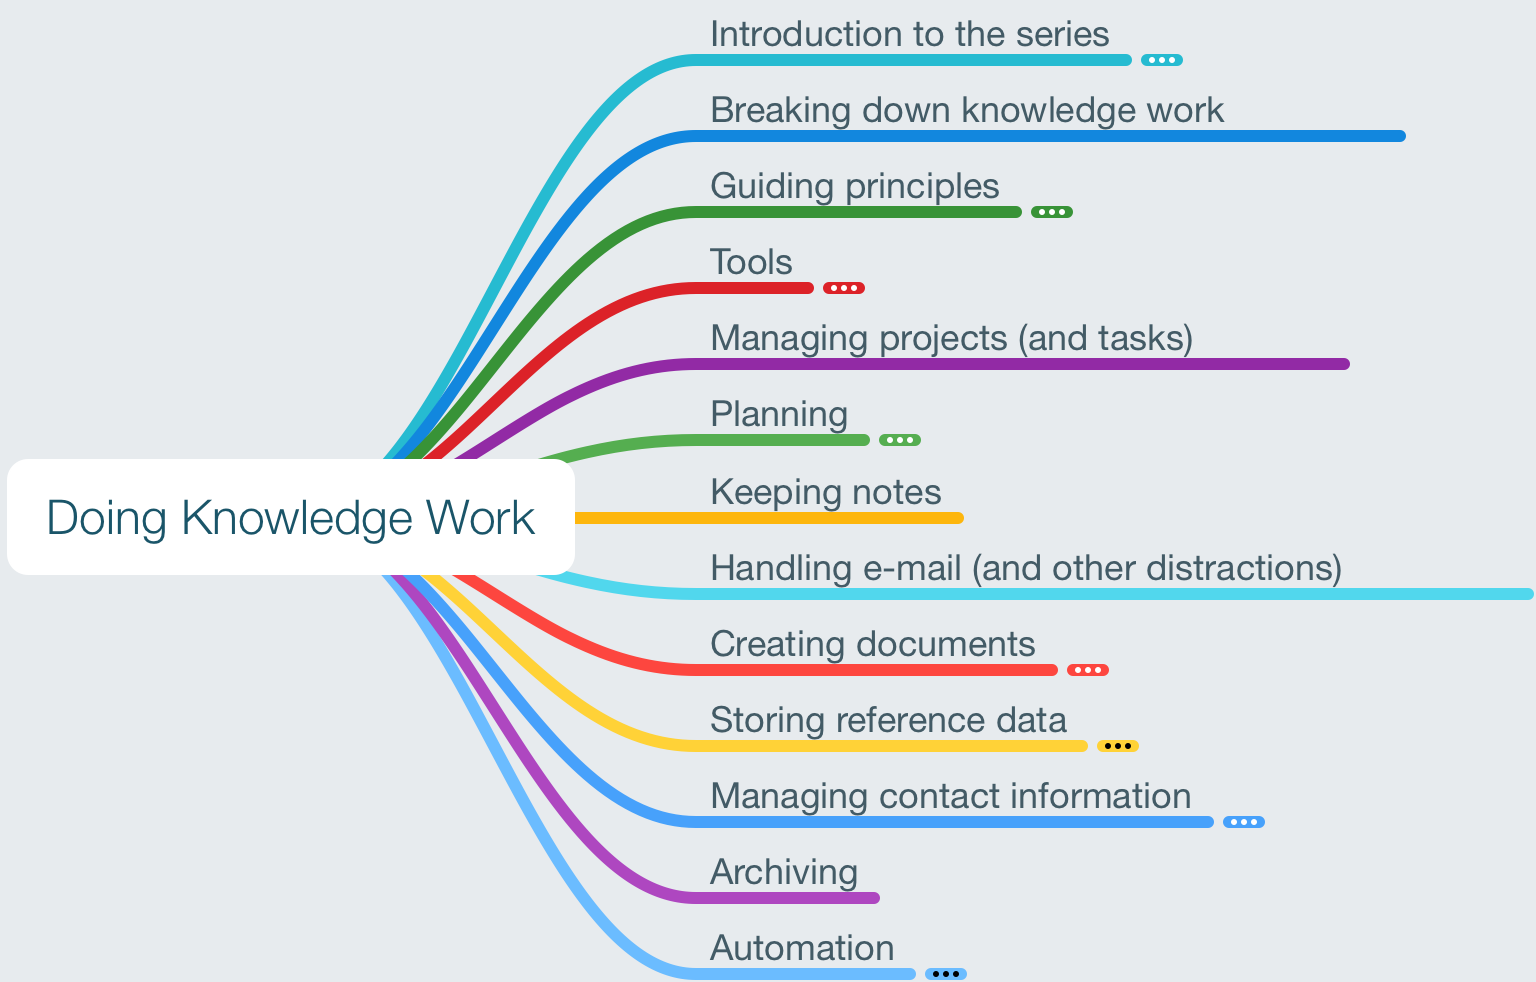 Introduction to the series
Breaking down knowledge work
Guiding principles
Tools
Managing projects (and tasks)
Planning
Doing Knowledge Work
Keeping notes
Handling e-mail (and other distractions)
Creating documents
Storing reference data
Managing contact information
Archiving
Automation